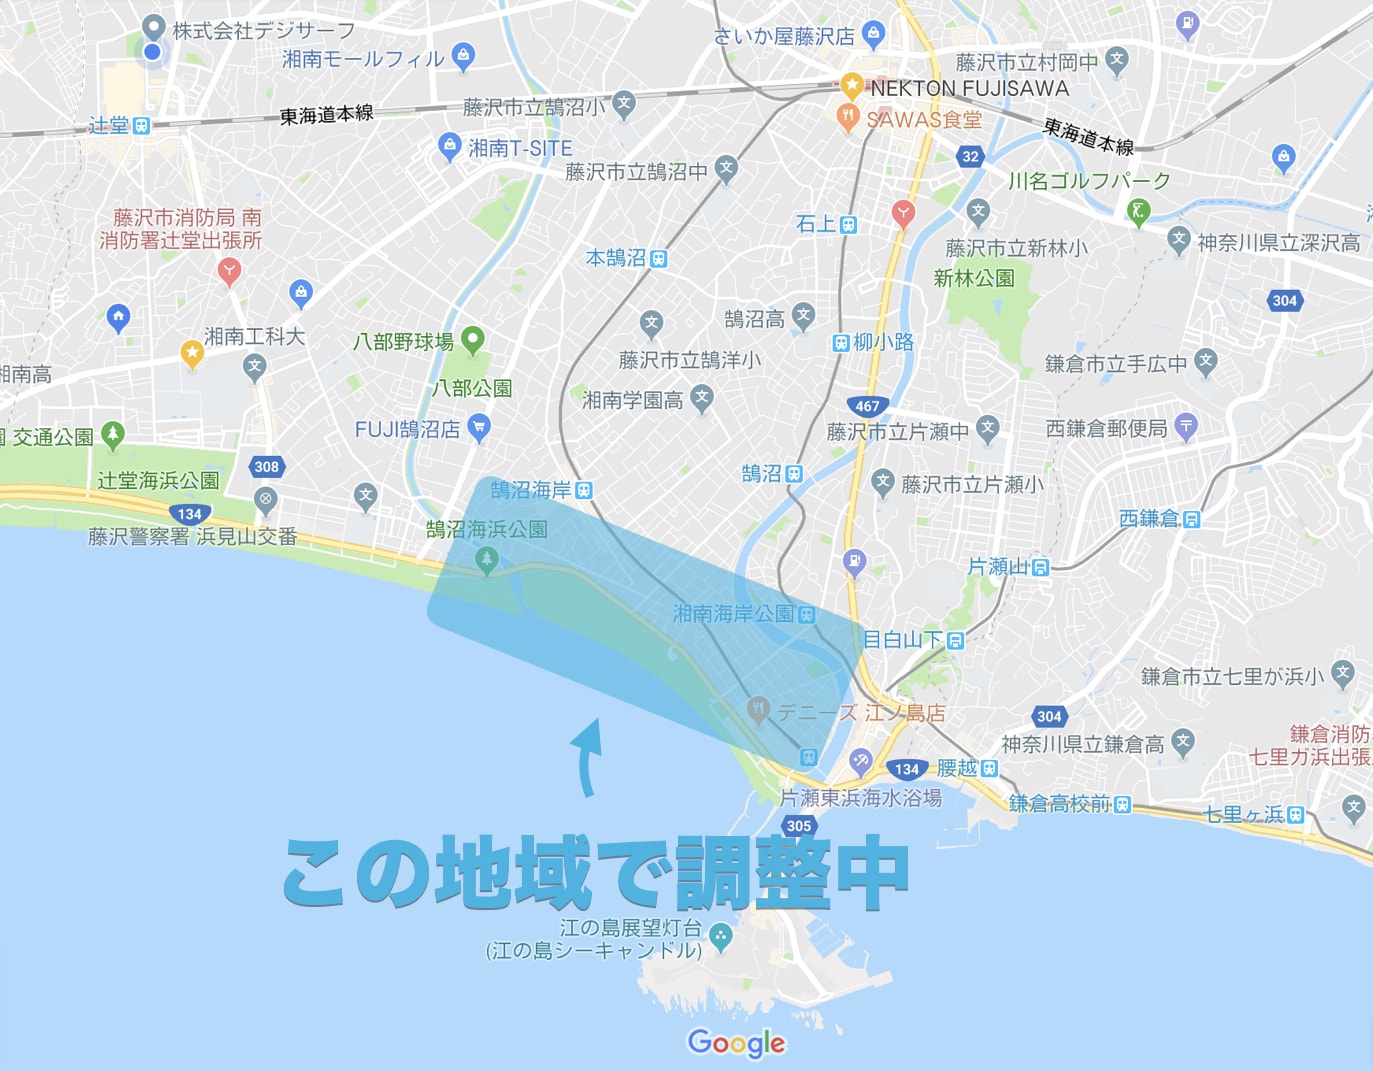 株式会社デジサーフ
さいか屋藤沢店
湘南モールフィル
藤沢市立村岡中
NEKTON FUJISAWA
東海道本線
藤沢市立鵠沼小
SAWAS食堂
辻堂
東海道本線
湘南T-SITE
32
藤沢市立鵠沼中
川名ゴルフパーク
藤沢市消防局 南
消防署辻堂出張所
石上
藤沢市立新林小
神奈川県立深沢高
本鵠沼
新林公園
304
鵠沼高
湘南工科大
八部野球場
柳小路
藤沢市立鵠洋小
鎌倉市立手広中
湘南高
八部公園
湘南学園高
467
FUJI鵠沼店
藤沢市立片瀬中
西鎌倉郵便局
交通公園
308
鵠沼
辻堂海浜公園
鵠沼海岸
藤沢市立片瀬小
134
西鎌倉
鵠沼海浜公園
藤沢警察署 浜見山交番
片瀬山
湘南海岸公園
目白山下
鎌倉市立七里が浜小
デニーズ 江ノ島店
304
神奈川県立鎌倉高
鎌倉消防
七里ガ浜出張
134
腰越
片瀬東浜海水浴場
鎌倉高校前
七里ヶ浜
305
この地域で調整中
江の島展望灯台
(江の島シーキャンドル)
Google